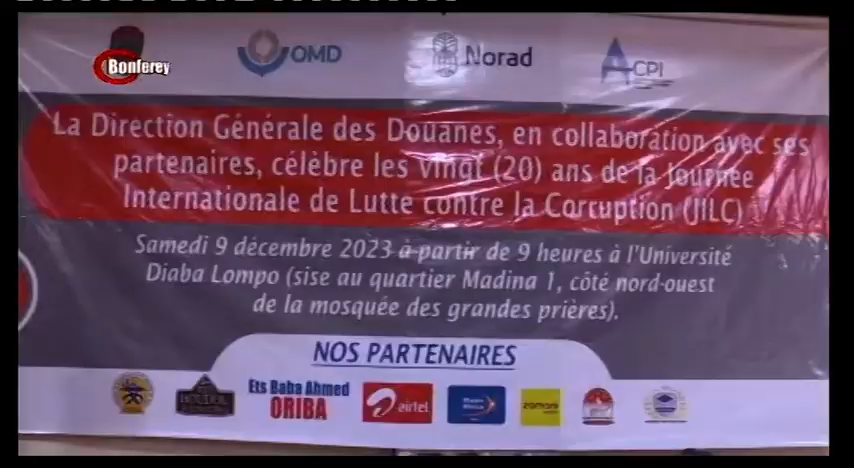 Bonferey
OMD
Norad
ACPI
La Direction Générale des Douanes, en collaboration avec ses
partenaires, célèbre les vingt (20) ans de la Journée
Internationale de Lutte contre la Corruption (JILC)
Samedi 9 décembre 2023 à partir de 9 heures à l'Université
Diaba Lompo (sise au quartier Madina 1, côté nord-ouest
de la mosquée des grandes prières).
NOS PARTENAIRES
Ets Baba Ahmed
ORIBA
airtel